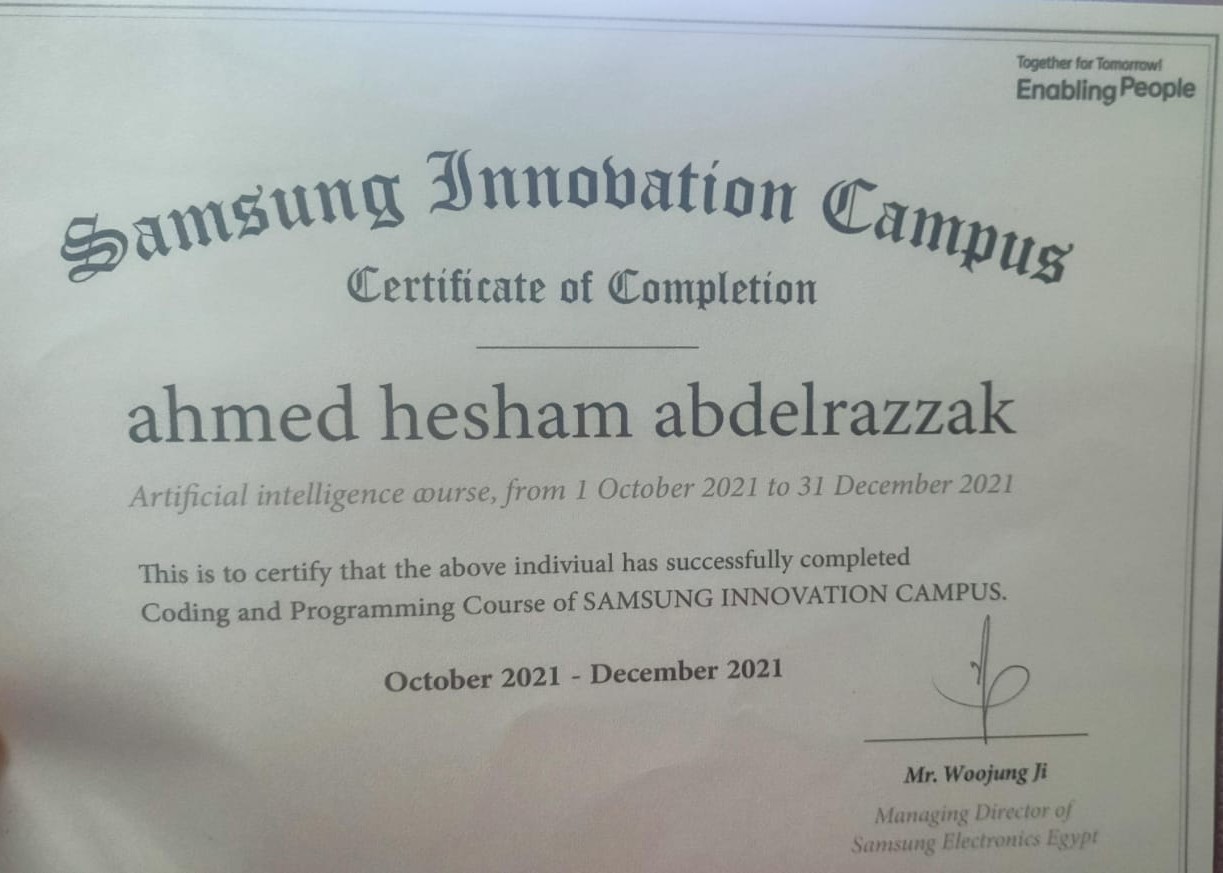 Together for Tomorrow!
Enabling People
Samsung Innovation Campus
Certificate of Completion
ahmed hesham abdelrazzak
Artificial intelligence course, from 1 October 2021 to 31 December 2021
This is to certify that the above indiviual has successfully completed
Coding and Programming Course of SAMSUNG INNOVATION CAMPUS.
October 2021 - December 2021
Mr. Woojung Ji
Managing Director of
Samsung Electronics Egypt